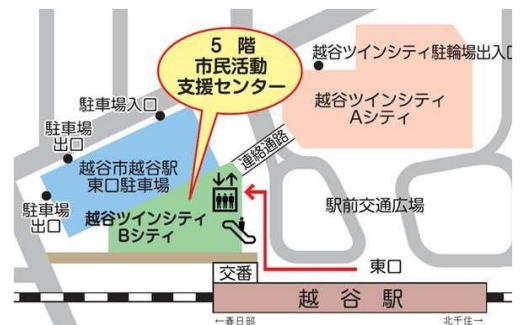 5 階
市民活動
支援センター
越谷ツインシティ駐輪場出入口
越谷ツインシティ
Aシティ
駐車場入口
駐車場
出口
連絡通路
越谷市越谷駅
東口駐車場
駐車場
出口
越谷ツインシティ
Bシティ
駅前交通広場
交番
東口
越谷駅
←春日部
北千住→